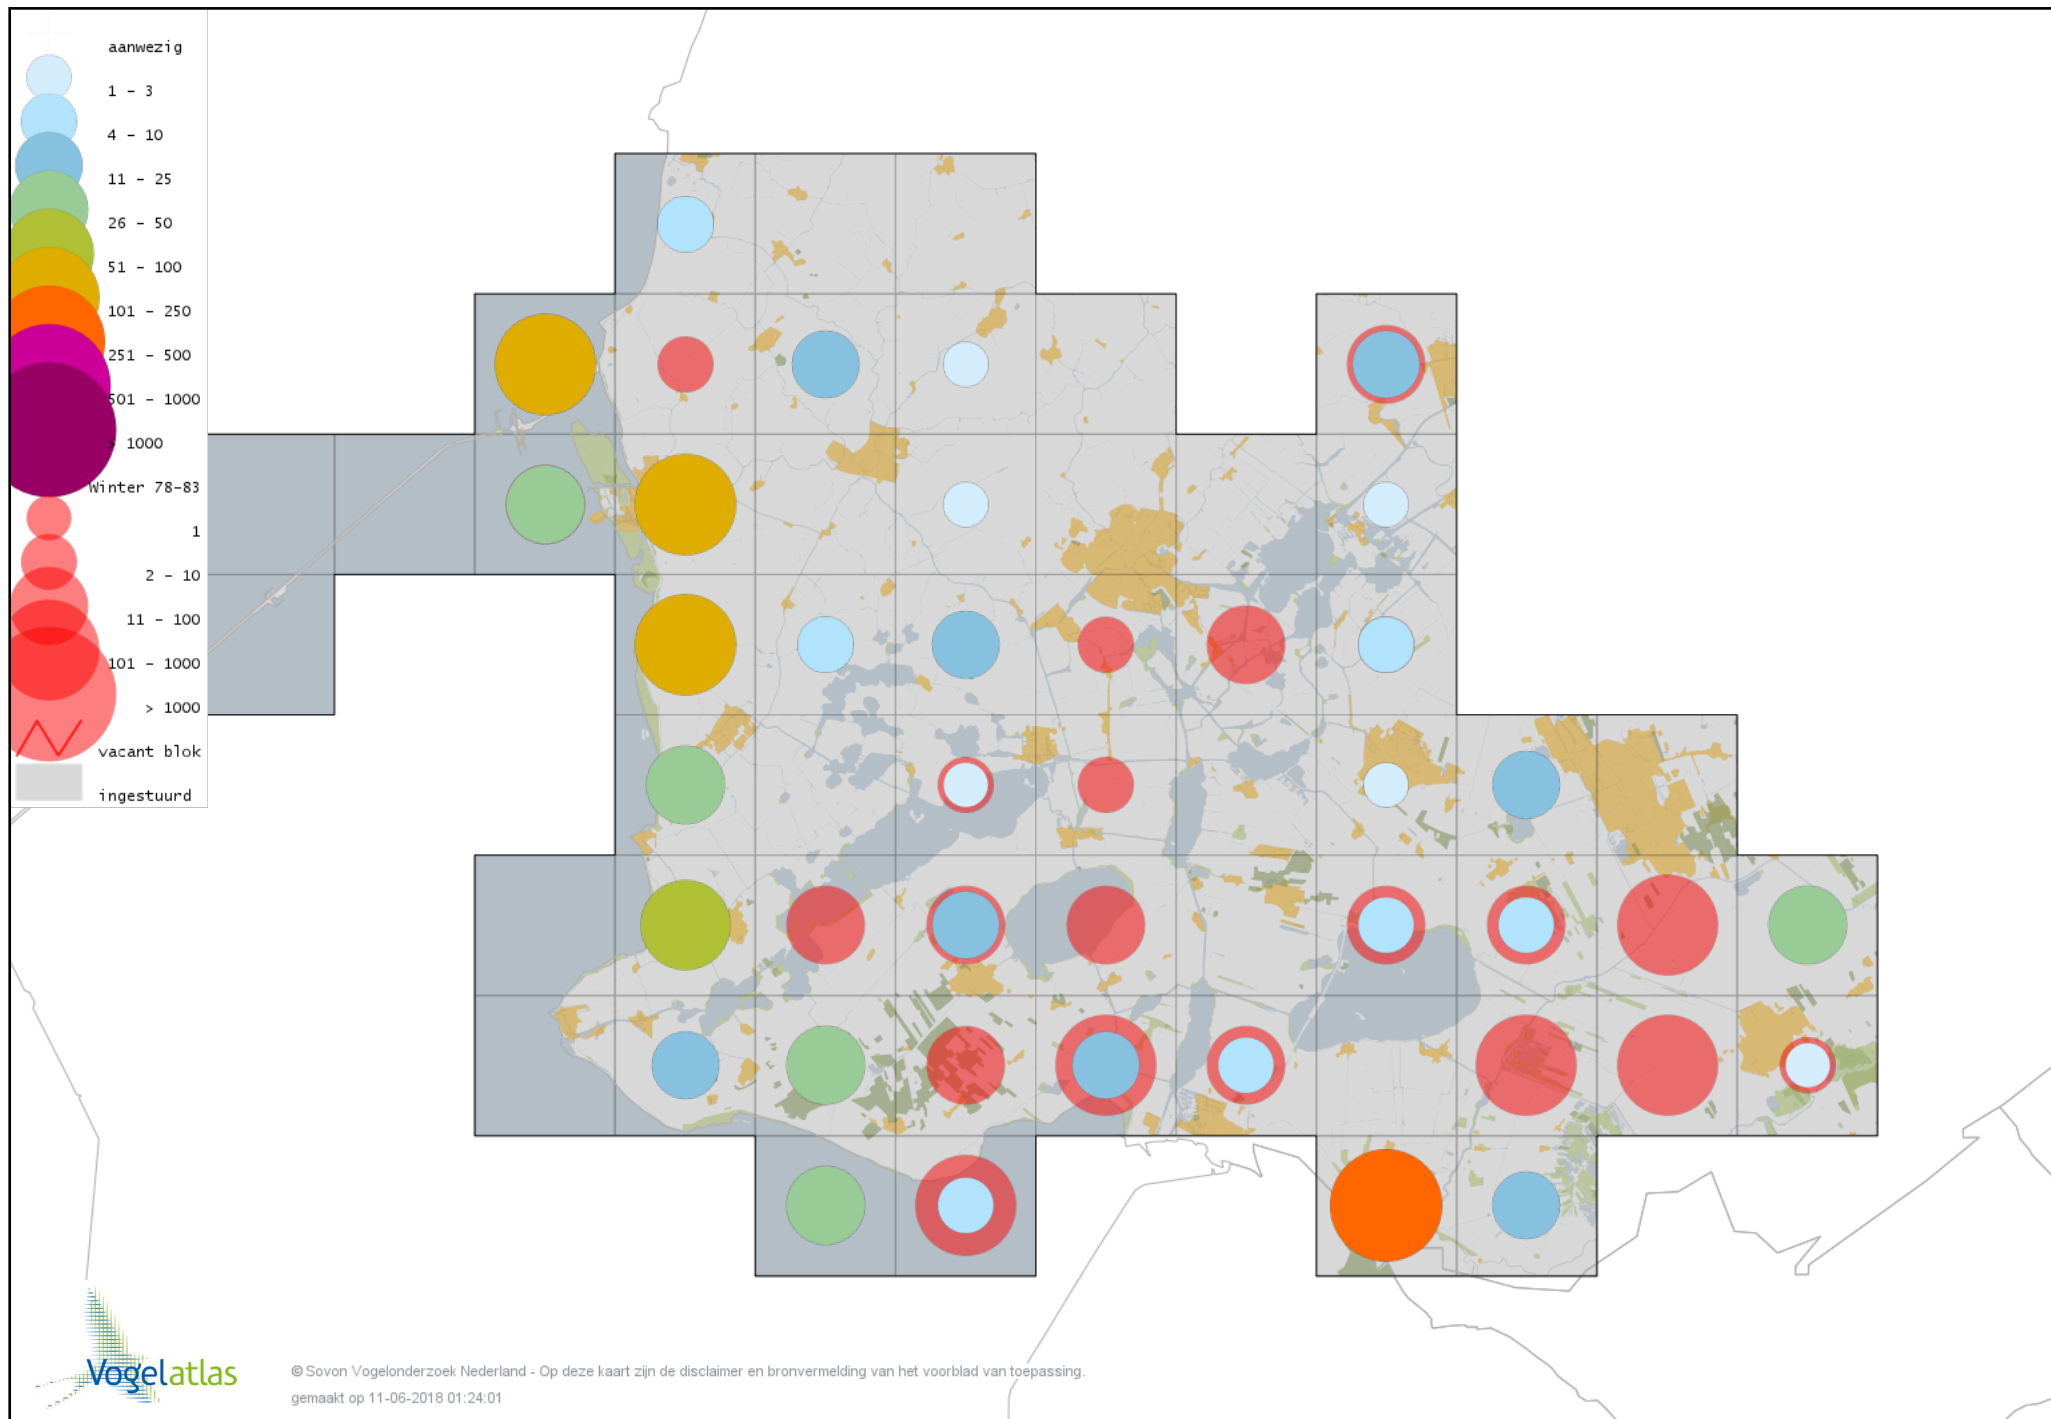 aanwezig
1 - 3
4 - 10
11 - 25
26 - 50
51 - 100
101 - 250
251 - 500
501 - 1000
> 1000
Winter 78-83
1
2 - 10
11 - 100
101 - 1000
> 1000
vacant blok
ingestuurd
Vogelatlas
© Sovon Vogelonderzoek Nederland - Op deze kaart zijn de disclaimer en bronvermelding van het voorblad van toepassing.
gemaakt op 11-06-2018 01:24:01